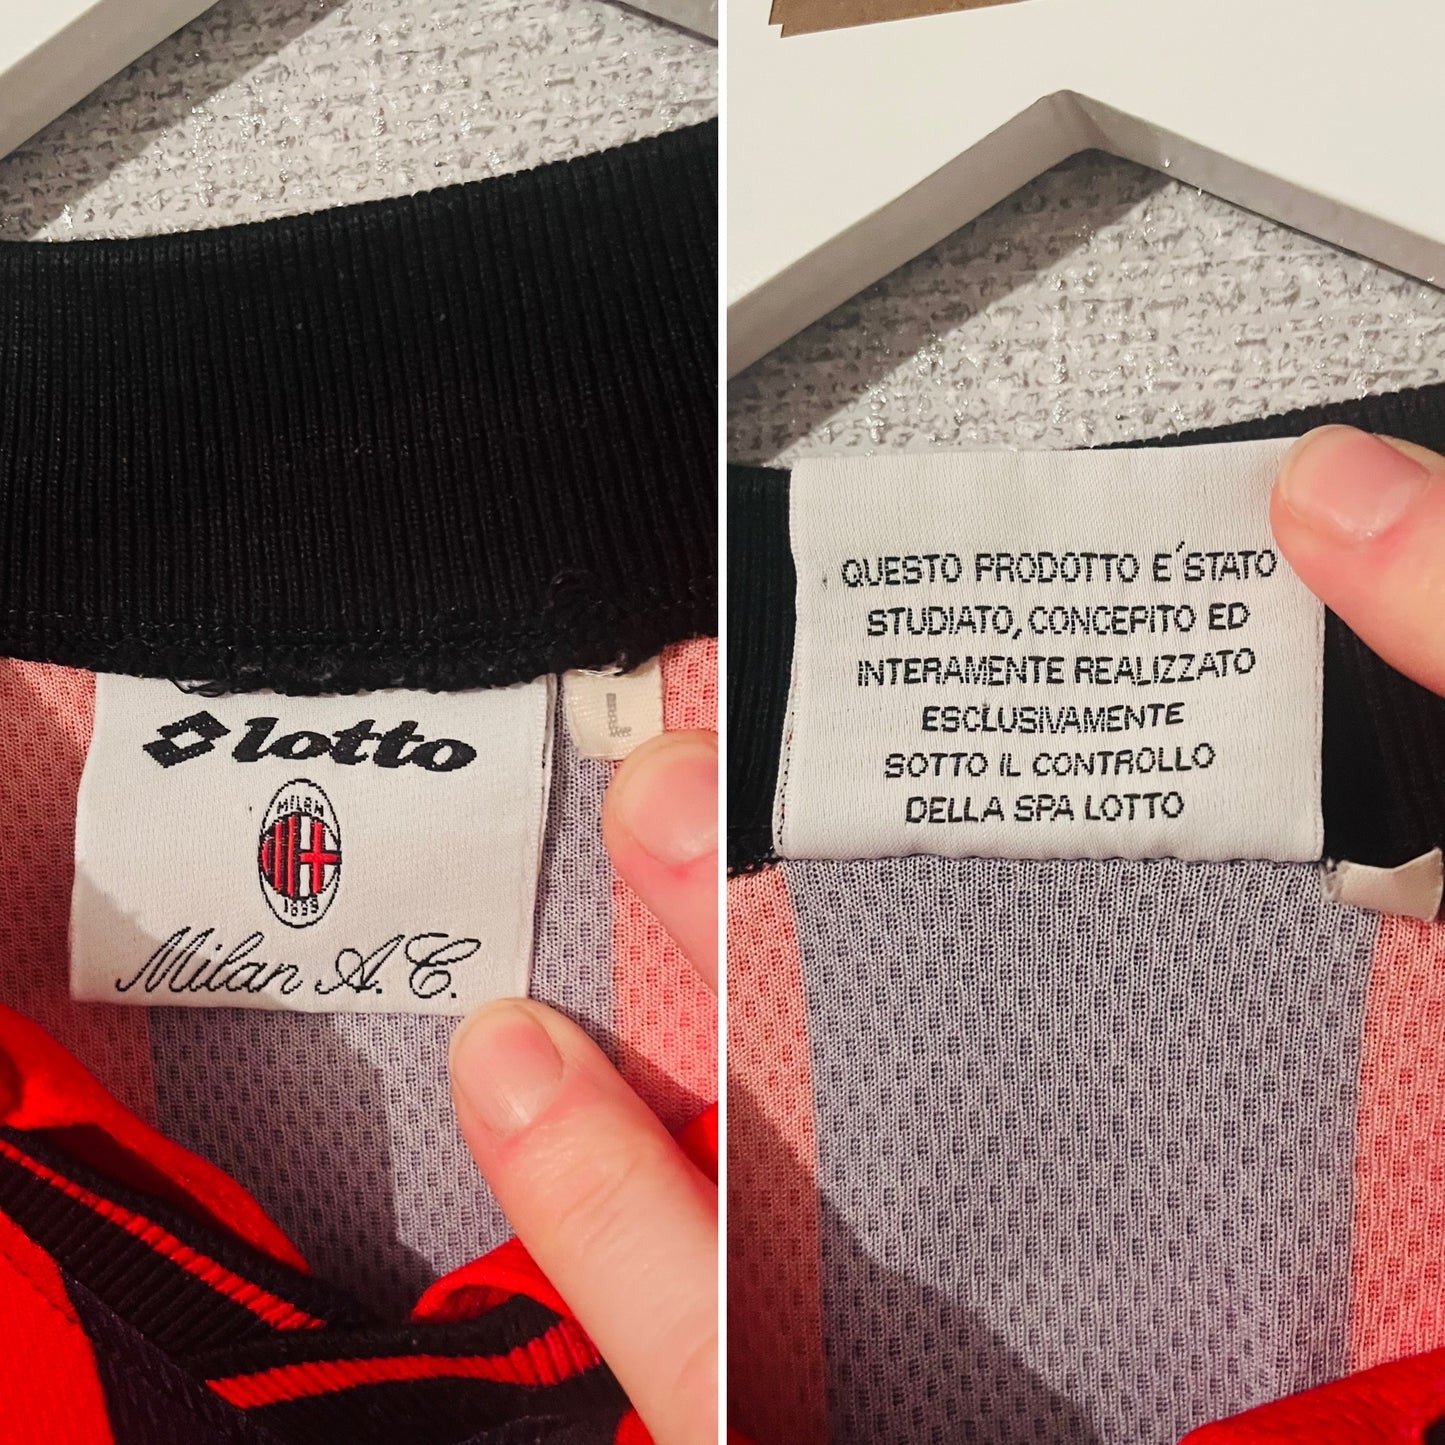 lotto
MILAN
1899
Milan A.C.
L
QUESTO PRODOTTO E´STATO
STUDIATO, CONCEPITO ED
INTERAMENTE REALIZZATO
ESCLUSIVAMENTE
SOTTO IL CONTROLLO
DELLA SPA LOTTO